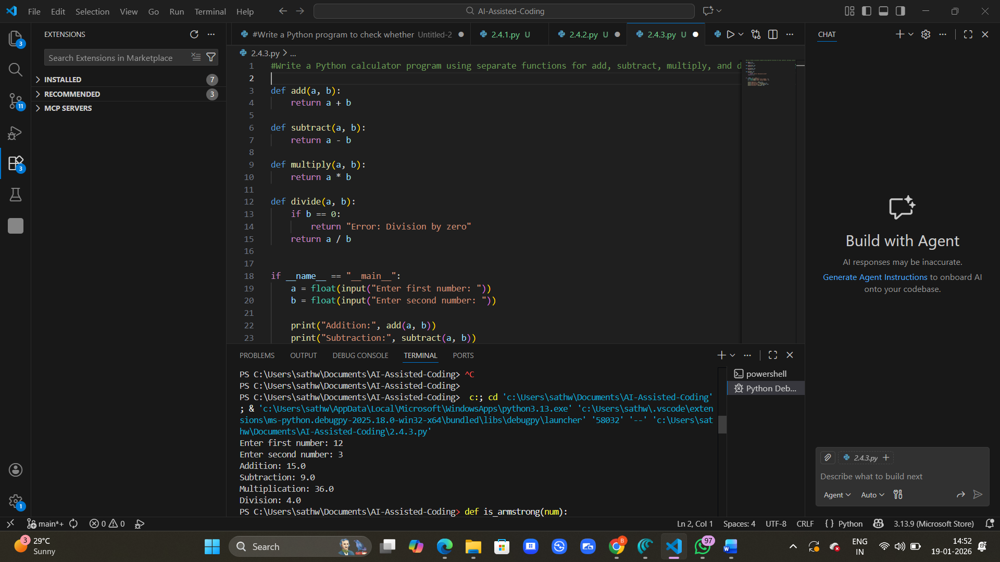 File Edit Selection View Go Run Terminal Help
AI-Assisted-Coding
EXTENSIONS
Search Extensions in Marketplace
INSTALLED 7
RECOMMENDED 3
MCP SERVERS
3
11
3
1
#Write a Python program to check whether Untitled-2
2.4.1.py U
2.4.2.py U
2.4.3.py U
2.4.3.py > ...
1 #Write a Python calculator program using separate functions for add, subtract, multiply, and d
2
3 def add(a, b):
4 return a + b
5
6 def subtract(a, b):
7 return a - b
8
9 def multiply(a, b):
10 return a * b
11
12 def divide(a, b):
13 if b == 0:
14 return "Error: Division by zero"
15 return a / b
16
17
18 if __name__ == "__main__":
19 a = float(input("Enter first number: "))
20 b = float(input("Enter second number: "))
21
22 print("Addition:", add(a, b))
23 print("Subtraction:", subtract(a, b))
PROBLEMS OUTPUT DEBUG CONSOLE TERMINAL PORTS
PS C:\Users\sathw\Documents\AI-Assisted-Coding> ^C
PS C:\Users\sathw\Documents\AI-Assisted-Coding>
PS C:\Users\sathw\Documents\AI-Assisted-Coding> c:; cd 'c:\Users\sathw\Documents\AI-Assisted-Coding'
; & 'c:\Users\sathw\AppData\Local\Microsoft\WindowsApps\python3.13.exe' 'c:\Users\sathw\.vscode\exten
sions\ms-python.debugpy-2025.18.0-win32-x64\bundled\libs\debugpy\launcher' '58032' '--' 'c:\Users\sat
hw\Documents\AI-Assisted-Coding\2.4.3.py'
Enter first number: 12
Enter second number: 3
Addition: 15.0
Subtraction: 9.0
Multiplication: 36.0
Division: 4.0
PS C:\Users\sathw\Documents\AI-Assisted-Coding> def is_armstrong(num):
powershell
Python Deb...
CHAT
Build with Agent
AI responses may be inaccurate.
Generate Agent Instructions to onboard AI
onto your codebase.
2.4.3.py
Describe what to build next
Agent Auto
main*+ 0 0
Ln 2, Col 1 Spaces: 4 UTF-8 CRLF { } Python 3.13.9 (Microsoft Store)
3
29°C
Sunny
Search
B
97
ENG
IN
14:52
19-01-2026